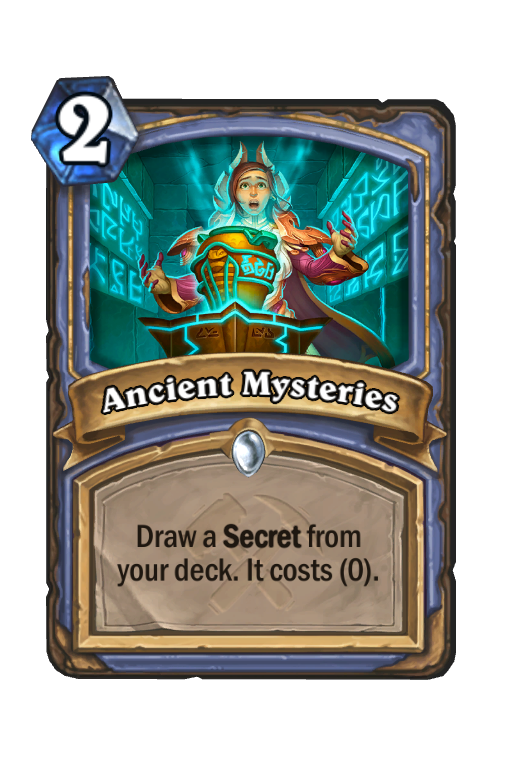 2
Ancient Mysteries
Draw a Secret from
your deck. It costs (0).